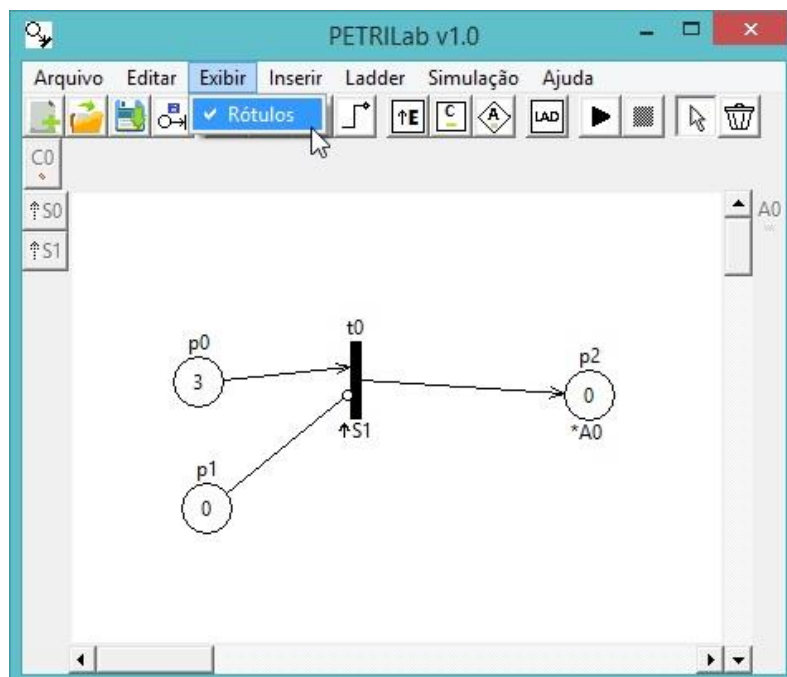 PETRILab v1.0
Arquivo Editar Exibir Inserir Ladder Simulação Ajuda
✓ Rótulos
↑E C A LAD
C0
↑S0
A0
↑S1
t0
p0
p2
3
0
↑S1
*A0
p1
0